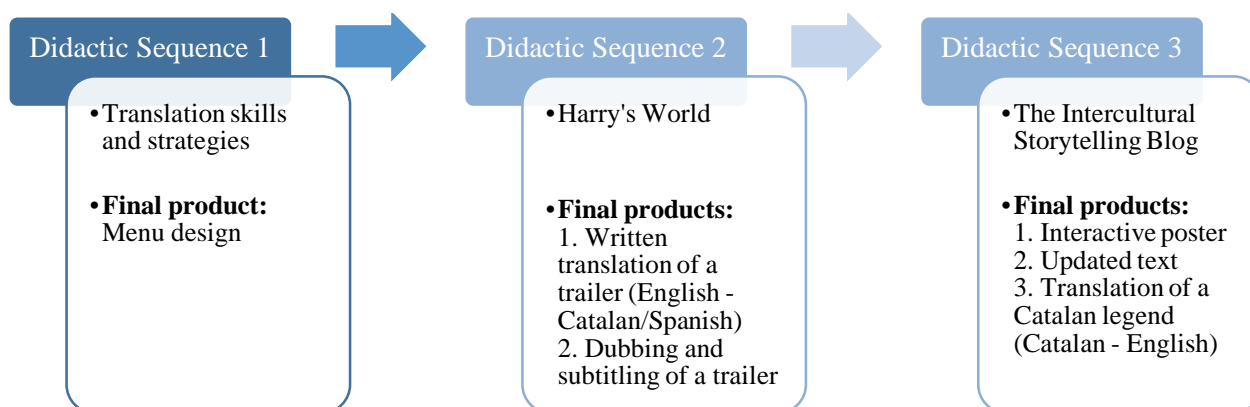 Didactic Sequence 1
•Translation skills
and strategies
•Final product:
Menu design
Didactic Sequence 2
•Harry's World
•Final products:
1. Written
translation of a
trailer (English -
Catalan/Spanish)
2. Dubbing and
subtitling of a trailer
Didactic Sequence 3
•The Intercultural
Storytelling Blog
•Final products:
1. Interactive poster
2. Updated text
3. Translation of a
Catalan legend
(Catalan - English)